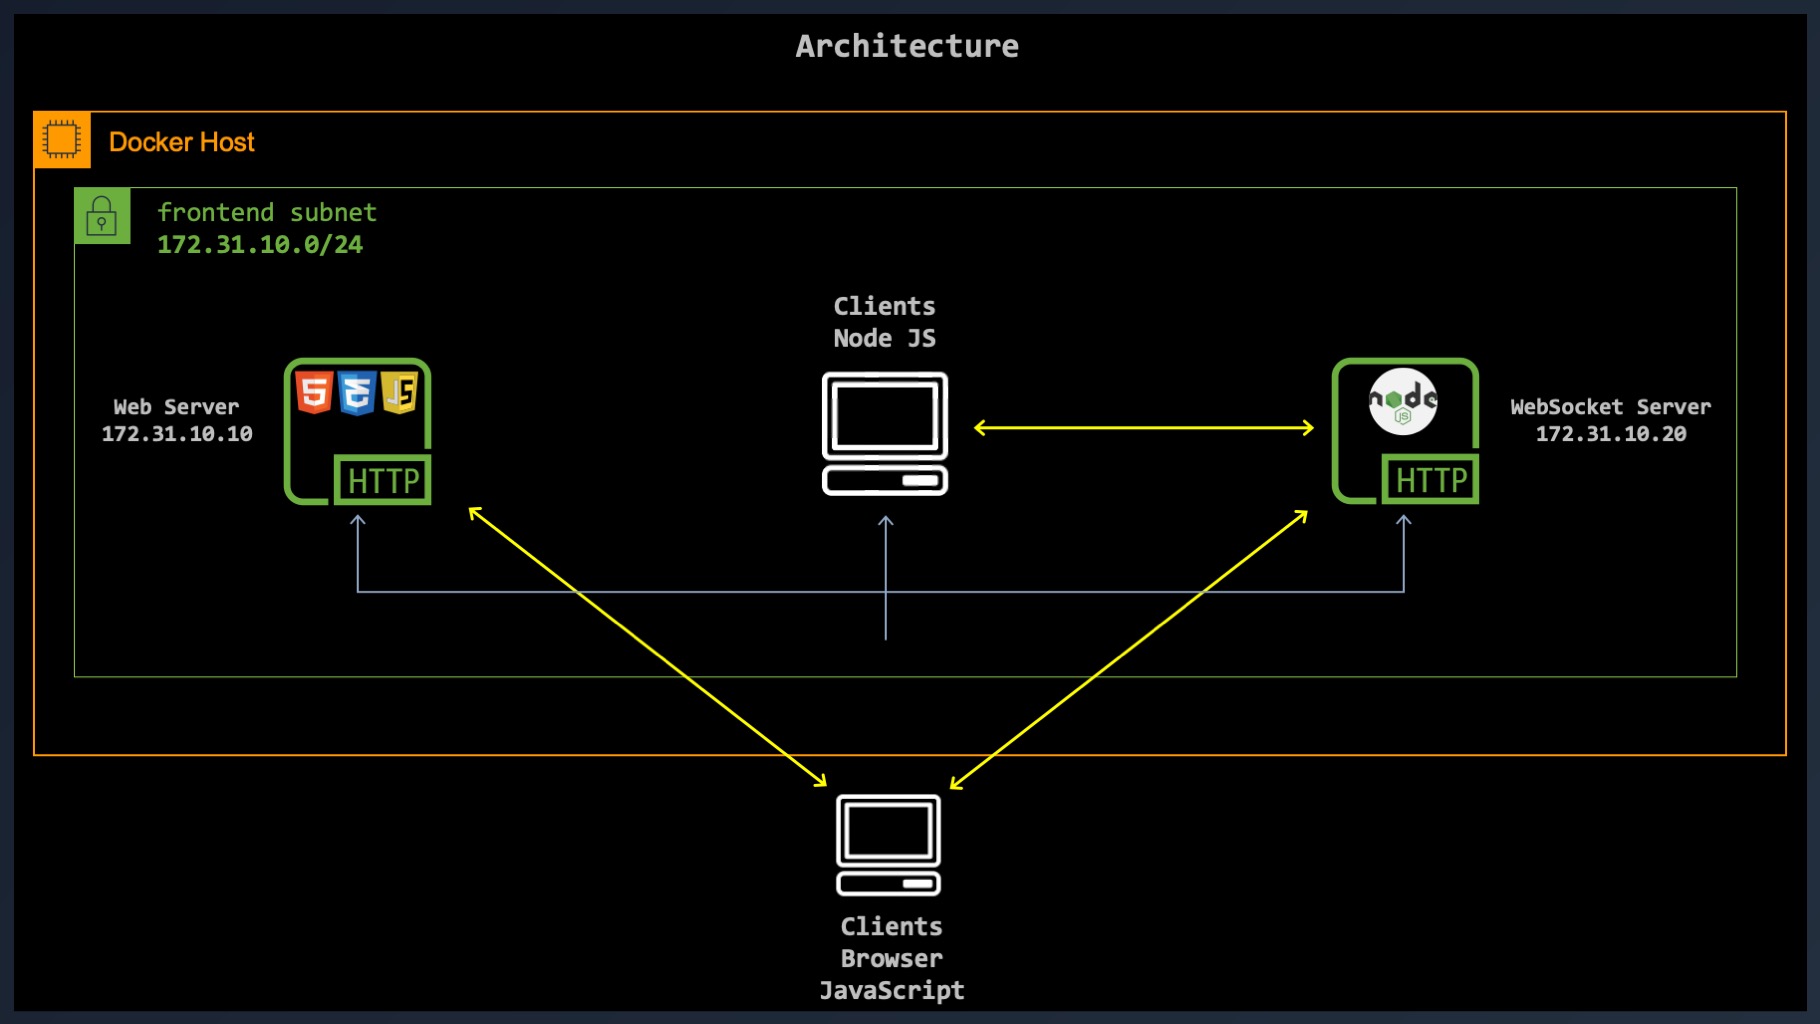 Architecture
Docker Host
frontend subnet
172.31.10.0/24
Clients
Node JS
Web Server
172.31.10.10
5
JS
HTTP
node
JS
HTTP
WebSocket Server
172.31.10.20
Clients
Browser
JavaScript